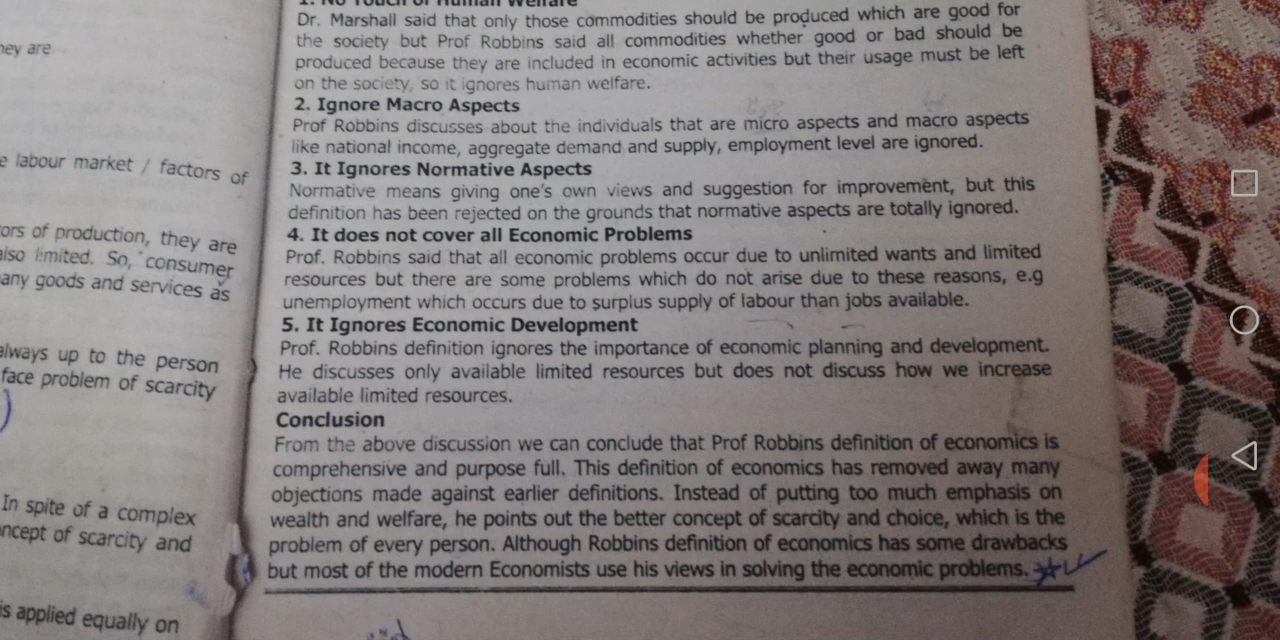 hey are
e labour market / factors of
ors of production, they are
also limited. So, consumer
any goods and services as
always up to the person
face problem of scarcity
In spite of a complex
ncept of scarcity and
is applied equally on
1. No Touch of Human Welfare
Dr. Marshall said that only those commodities should be produced which are good for
the society but Prof Robbins said all commodities whether good or bad should be
produced because they are included in economic activities but their usage must be left
on the society, so it ignores human welfare.
2. Ignore Macro Aspects
Prof Robbins discusses about the individuals that are micro aspects and macro aspects
like national income, aggregate demand and supply, employment level are ignored.
3. It Ignores Normative Aspects
Normative means giving one's own views and suggestion for improvement, but this
definition has been rejected on the grounds that normative aspects are totally ignored.
4. It does not cover all Economic Problems
Prof. Robbins said that all economic problems occur due to unlimited wants and limited
resources but there are some problems which do not arise due to these reasons, e.g
unemployment which occurs due to surplus supply of labour than jobs available.
5. It Ignores Economic Development
Prof. Robbins definition ignores the importance of economic planning and development.
He discusses only available limited resources but does not discuss how we increase
available limited resources.
Conclusion
From the above discussion we can conclude that Prof Robbins definition of economics is
comprehensive and purpose full. This definition of economics has removed away many
objections made against earlier definitions. Instead of putting too much emphasis on
wealth and welfare, he points out the better concept of scarcity and choice, which is the
problem of every person. Although Robbins definition of economics has some drawbacks
but most of the modern Economists use his views in solving the economic problems.